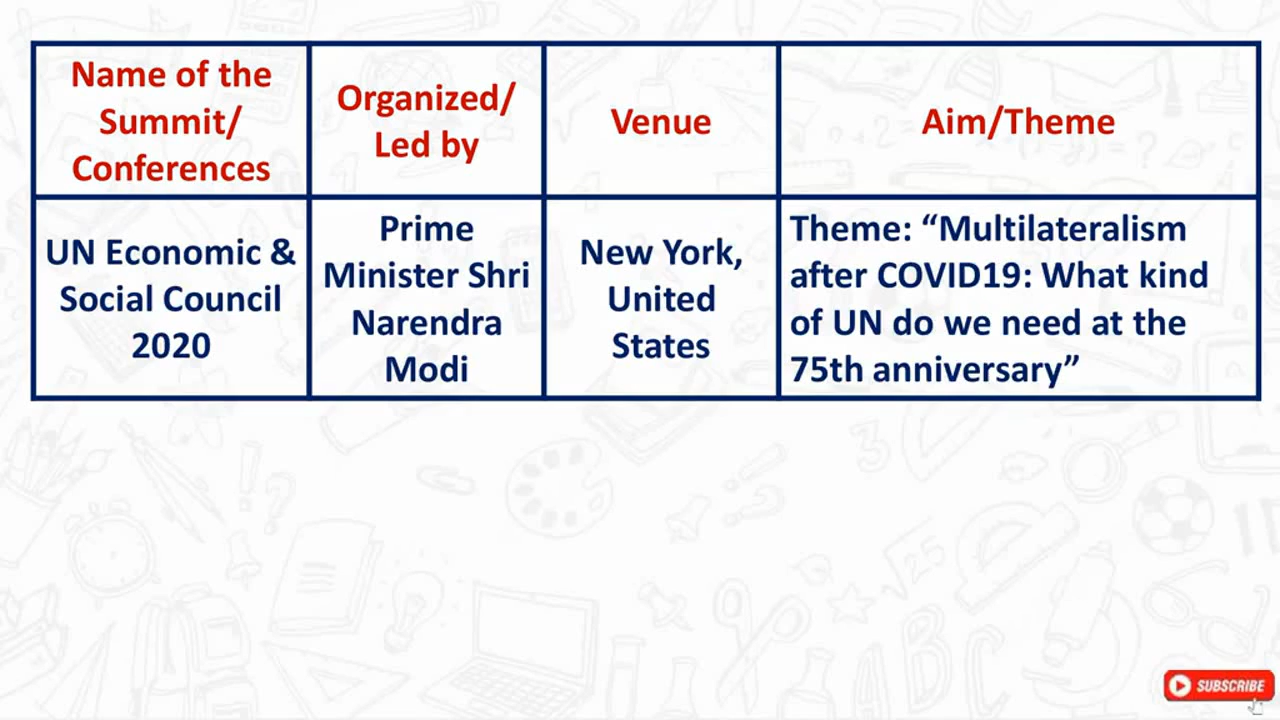 Name of the
Summit/
Conferences
Organized/
Led by
Venue
Aim/Theme
UN Economic &
Social Council
2020
Prime
Minister Shri
Narendra
Modi
New York,
United
States
Theme: “Multilateralism
after COVID19: What kind
of UN do we need at the
75th anniversary”
SUBSCRIBE